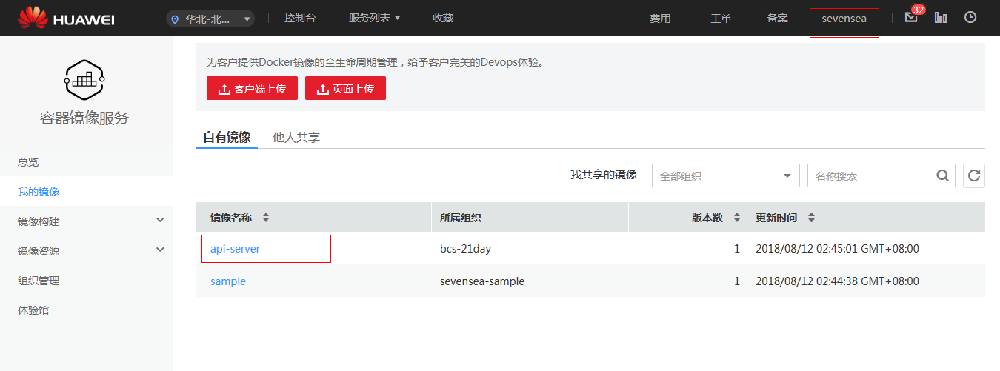 HUAWEI
华北-北...
控制台
服务列表
收藏
费用
工单
备案
sevensea
32
容器镜像服务
总览
我的镜像
镜像构建
镜像资源
组织管理
体验馆
为客户提供Docker镜像的全生命周期管理，给予客户完美的Devops体验。
客户端上传
页面上传
自有镜像
他人共享
我共享的镜像
全部组织
名称搜索
镜像名称 所属组织 版本数 更新时间
api-server bcs-21day 1 2018/08/12 02:45:01 GMT+08:00
sample sevensea-sample 1 2018/08/12 02:44:38 GMT+08:00